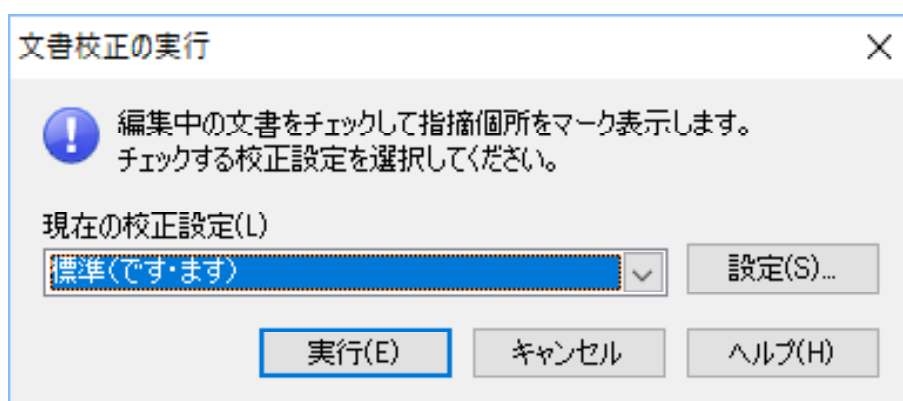 文書校正の実行
編集中の文書をチェックして指摘個所をマーク表示します。
チェックする校正設定を選択してください。
現在の校正設定(L)
標準(です・ます)
設定(S)...
実行(E)
キャンセル
ヘルプ(H)